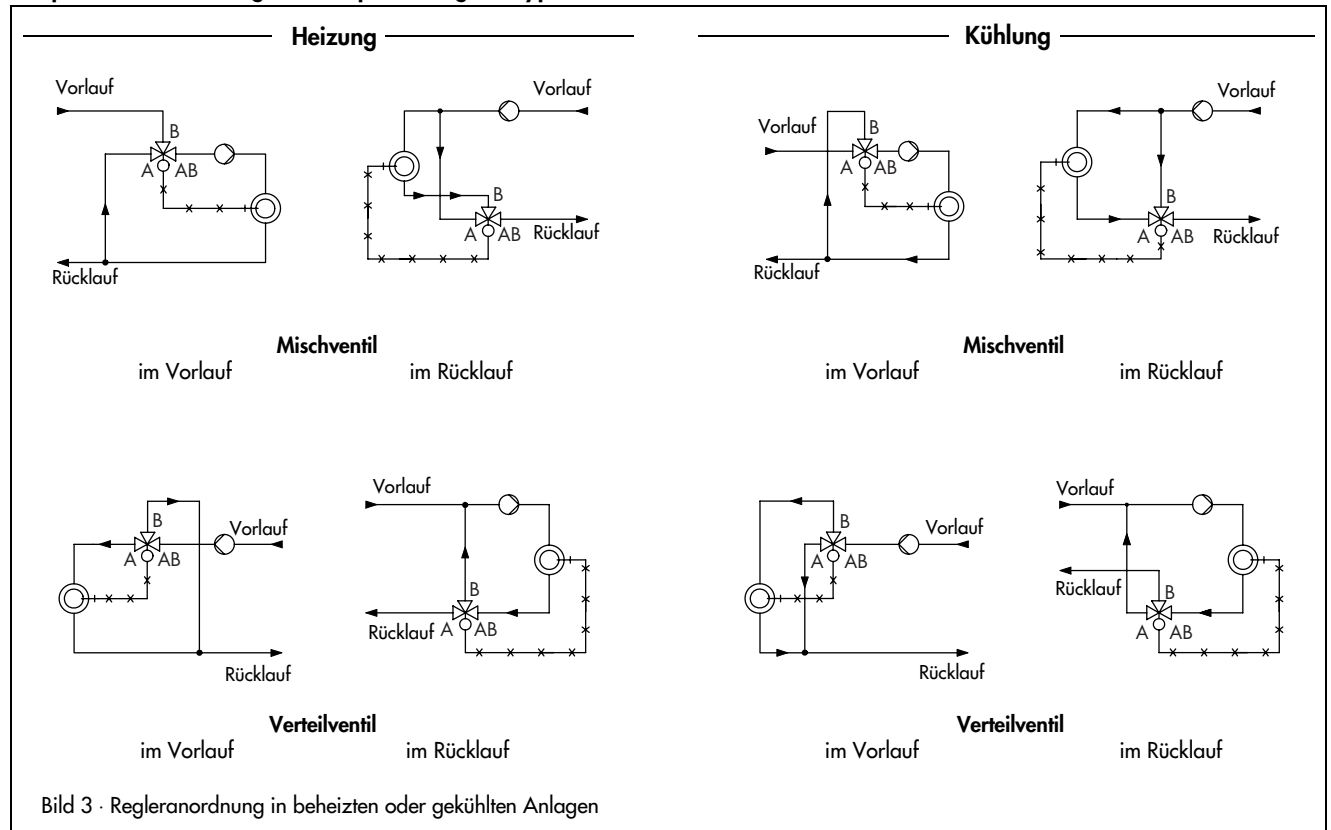 Heizung
Kühlung
Vorlauf
B
A AB
Rücklauf
Vorlauf
B
A AB
Rücklauf
Vorlauf
B
A AB
Rücklauf
Vorlauf
B
A AB
Rücklauf
Mischventil
im Vorlauf im Rücklauf
Mischventil
im Vorlauf im Rücklauf
B
Vorlauf
A AB
Rücklauf
Vorlauf
B
Rücklauf A AB
B
Vorlauf
A AB
Rücklauf
Vorlauf
Rücklauf
B
A AB
Verteilventil
im Vorlauf im Rücklauf
Verteilventil
im Vorlauf im Rücklauf
Bild 3 · Regleranordnung in beheizten oder gekühlten Anlagen